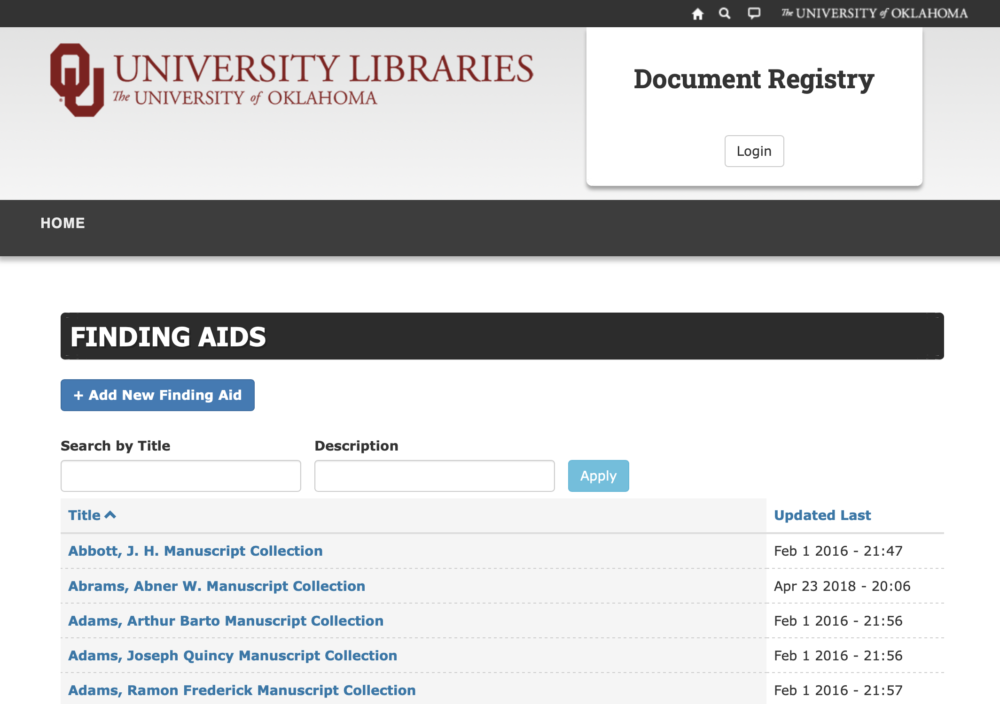 The UNIVERSITY of OKLAHOMA
OU UNIVERSITY LIBRARIES
The UNIVERSITY of OKLAHOMA
Document Registry
Login
HOME
FINDING AIDS
+ Add New Finding Aid
Search by Title Description
Apply
Title Updated Last
Abbott, J. H. Manuscript Collection Feb 1 2016 - 21:47
Abrams, Abner W. Manuscript Collection Apr 23 2018 - 20:06
Adams, Arthur Barto Manuscript Collection Feb 1 2016 - 21:56
Adams, Joseph Quincy Manuscript Collection Feb 1 2016 - 21:56
Adams, Ramon Frederick Manuscript Collection Feb 1 2016 - 21:57